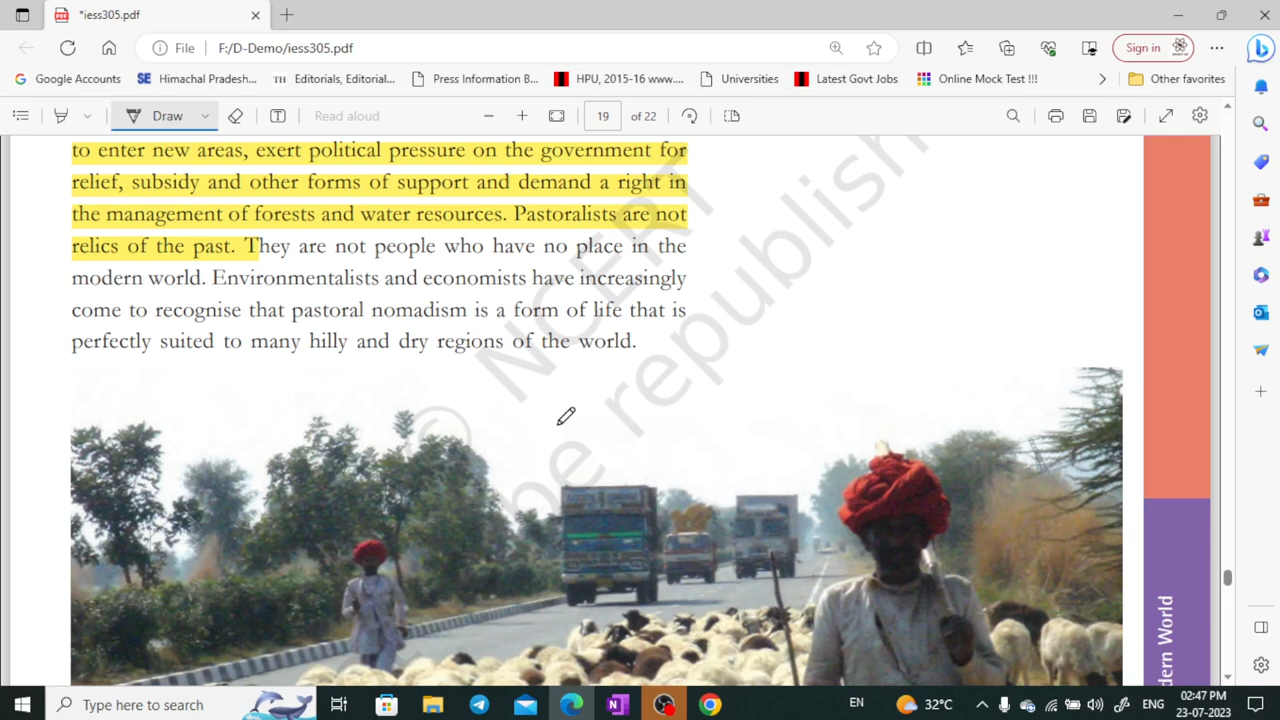 *iess305.pdf
File F:/D-Demo/iess305.pdf
Sign in
Google Accounts
SE Himachal Pradesh...
TH Editorials, Editorial...
Press Information B...
HPU, 2015-16 www....
Universities
Latest Govt Jobs
Online Mock Test !!!
Other favorites
Draw
Read aloud
19 of 22
to enter new areas, exert political pressure on the government for
relief, subsidy and other forms of support and demand a right in
the management of forests and water resources. Pastoralists are not
relics of the past. They are not people who have no place in the
modern world. Environmentalists and economists have increasingly
come to recognise that pastoral nomadism is a form of life that is
perfectly suited to many hilly and dry regions of the world.
© NCERT
be republish
dern World
Type here to search
EN
32°C
ENG
02:47 PM
23-07-2023